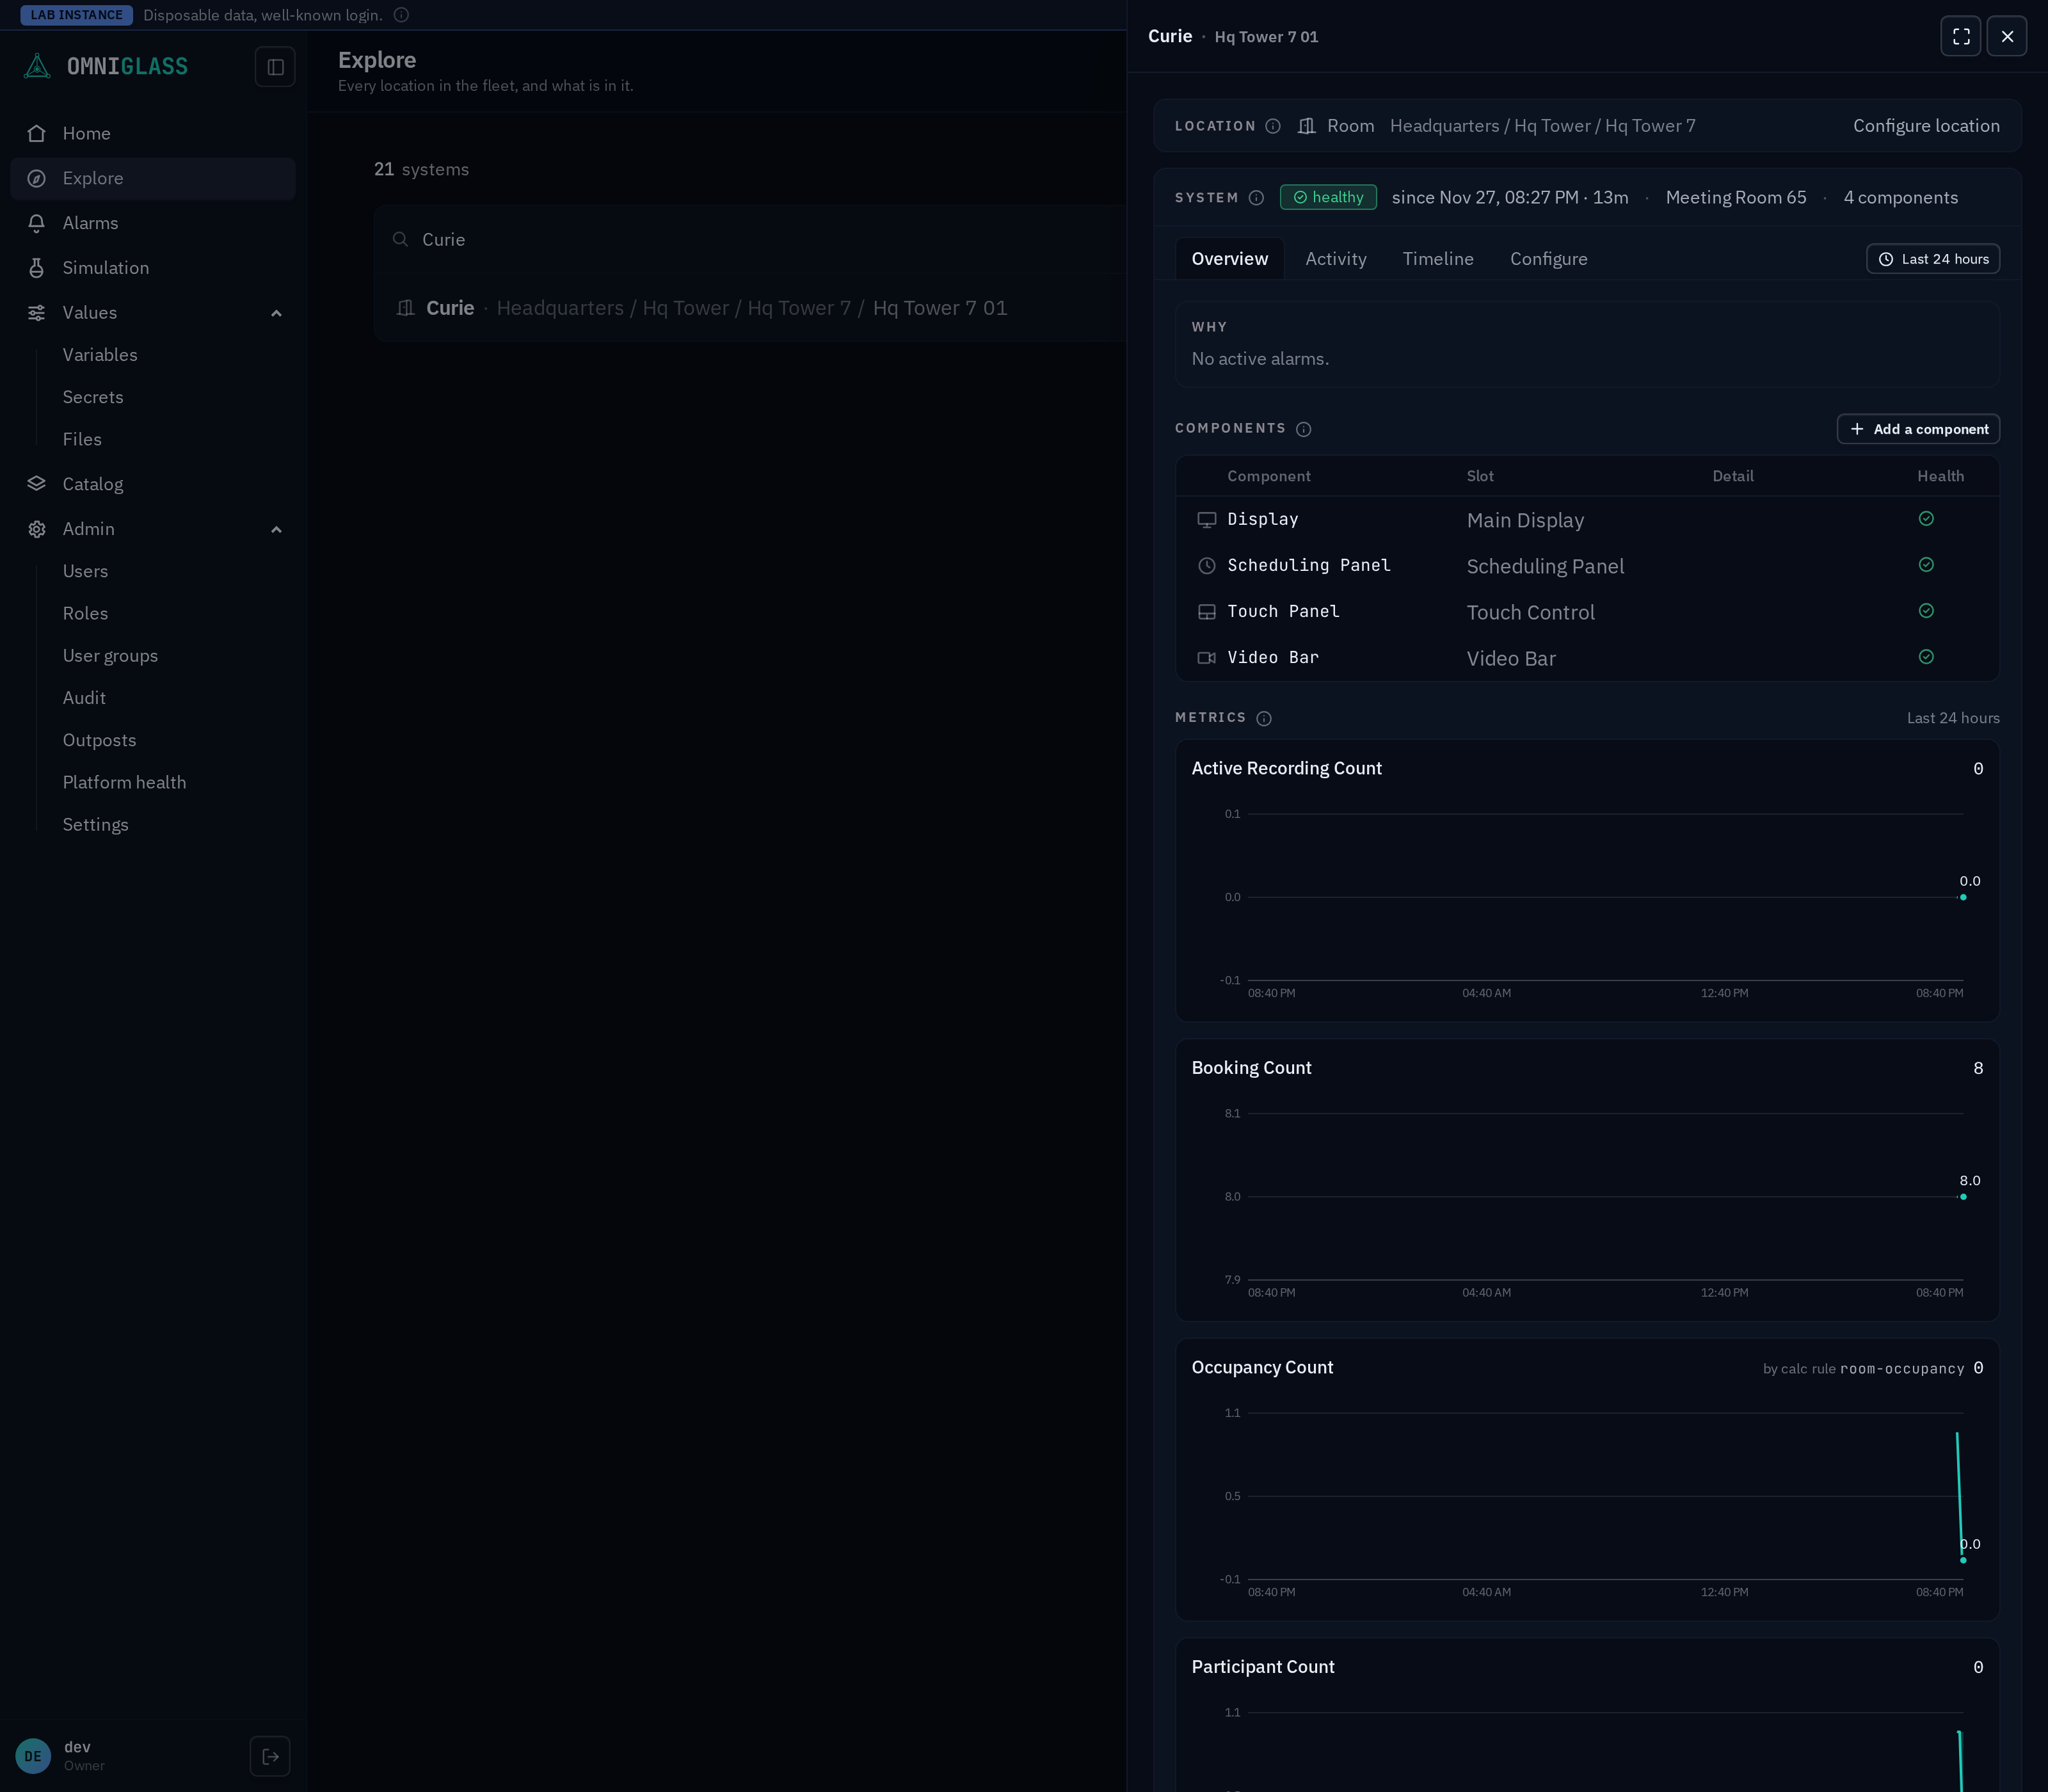 LAB INSTANCE Disposable data, well-known login.
OMNIGLASS
Home
Explore
Alarms
Simulation
Values
Variables
Secrets
Files
Catalog
Admin
Users
Roles
User groups
Audit
Outposts
Platform health
Settings
DE
dev
Owner
Explore
Every location in the fleet, and what is in it.
21 systems
Curie
Curie · Headquarters / Hq Tower / Hq Tower 7 / Hq Tower 7 01
Curie · Hq Tower 7 01
LOCATION Room Headquarters / Hq Tower / Hq Tower 7 Configure location
SYSTEM healthy since Nov 27, 08:27 PM · 13m · Meeting Room 65 · 4 components
Overview Activity Timeline Configure Last 24 hours
WHY
No active alarms.
COMPONENTS Add a component
Component Slot Detail Health
Display Main Display
Scheduling Panel Scheduling Panel
Touch Panel Touch Control
Video Bar Video Bar
METRICS Last 24 hours
Active Recording Count 0
0.1
0.0
0.0
-0.1
08:40 PM 04:40 AM 12:40 PM 08:40 PM
Booking Count 8
8.1
8.0
8.0
7.9
08:40 PM 04:40 AM 12:40 PM 08:40 PM
Occupancy Count by calc rule room-occupancy 0
1.1
0.5
0.0
-0.1
08:40 PM 04:40 AM 12:40 PM 08:40 PM
Participant Count 0
1.1